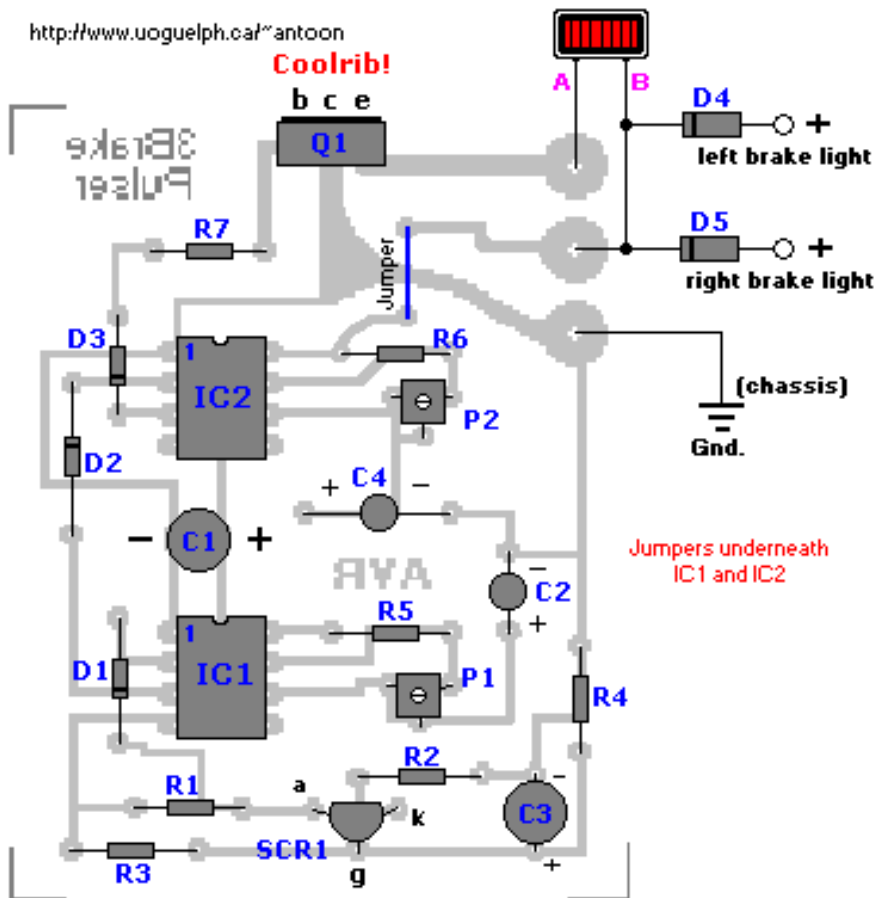 http://www.uoguelph.ca/~antoon
Coolrib!
b c e
A
B
3Brake
Pulser
Q1
D4
+
left brake light
D5
+
right brake light
R7
Jumper
D3
1
IC2
R6
P2
(chassis)
Gnd.
D2
C4
+
-
-
C1
+
AYR
Jumpers underneath
IC1 and IC2
-
C2
+
R5
1
IC1
D1
P1
R4
R2
R1
a
k
-
C3
+
SCR1
R3
g